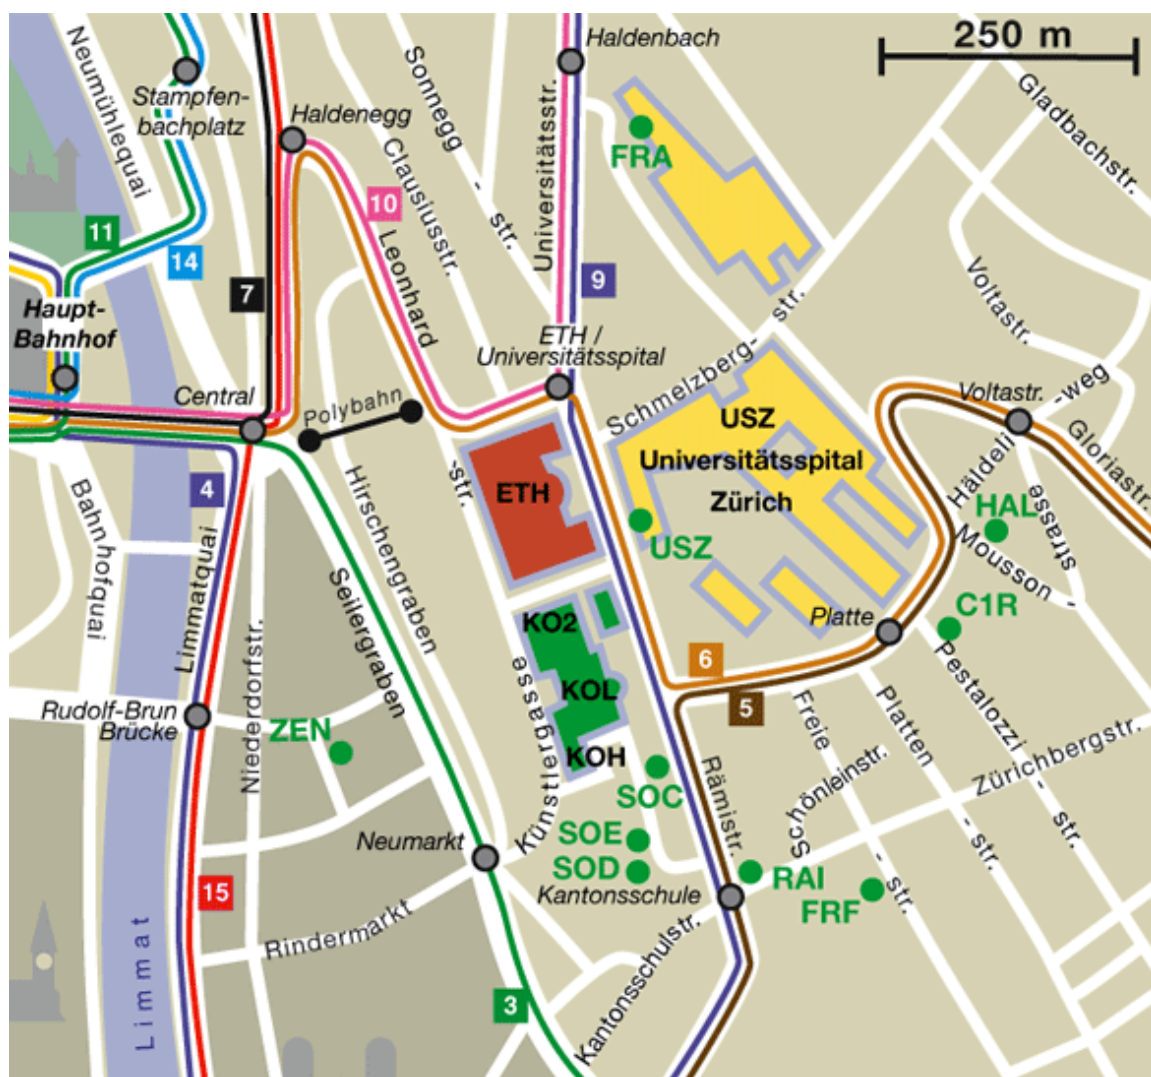 250 m
Haldenbach
Neumühlequai
Stampfen-
bachplatz
Haldenegg
Sonnegg
-
str.
Clausiusstr.
Universitätsstr.
FRA
Gladbachstr.
10
11
14
7
9
Leonhard
-str.
Voltastr.
Haupt-
Bahnhof
ETH /
Universitätsspital
Schmelzberg-
str.
Central
Polybahn
USZ
Universitätsspital
Zürich
Voltastr.
Häldeli
-weg
Gloriastr.
4
ETH
USZ
HAL
Mousson -
strasse
Bahnhofquai
Limmatquai
Niederdorfstr.
Seilergraben
Hirschengraben
KO2
KOL
KOH
Künstlergasse
Platte
C1R
6
5
Rudolf-Brun
Brücke
ZEN
SOC
Rämistr.
Freie
- str.
Platten
- str.
Pestalozzi
- str.
Schönleinstr.
Zürichbergstr.
Neumarkt
SOE
SOD
Kantonsschule
RAI
FRF
15
Rindermarkt
Limmat
3
Kantonsschulstr.